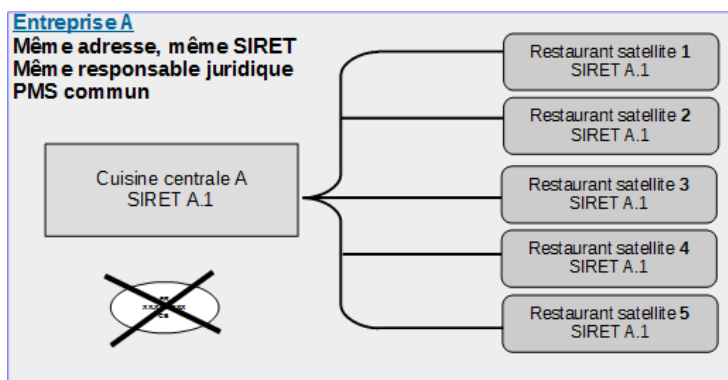 Entreprise A
Même adresse, même SIRET
Même responsable juridique
PMS commun
Cuisine centrale A
SIRET A.1
Restaurant satellite 1
SIRET A.1
Restaurant satellite 2
SIRET A.1
Restaurant satellite 3
SIRET A.1
Restaurant satellite 4
SIRET A.1
Restaurant satellite 5
SIRET A.1